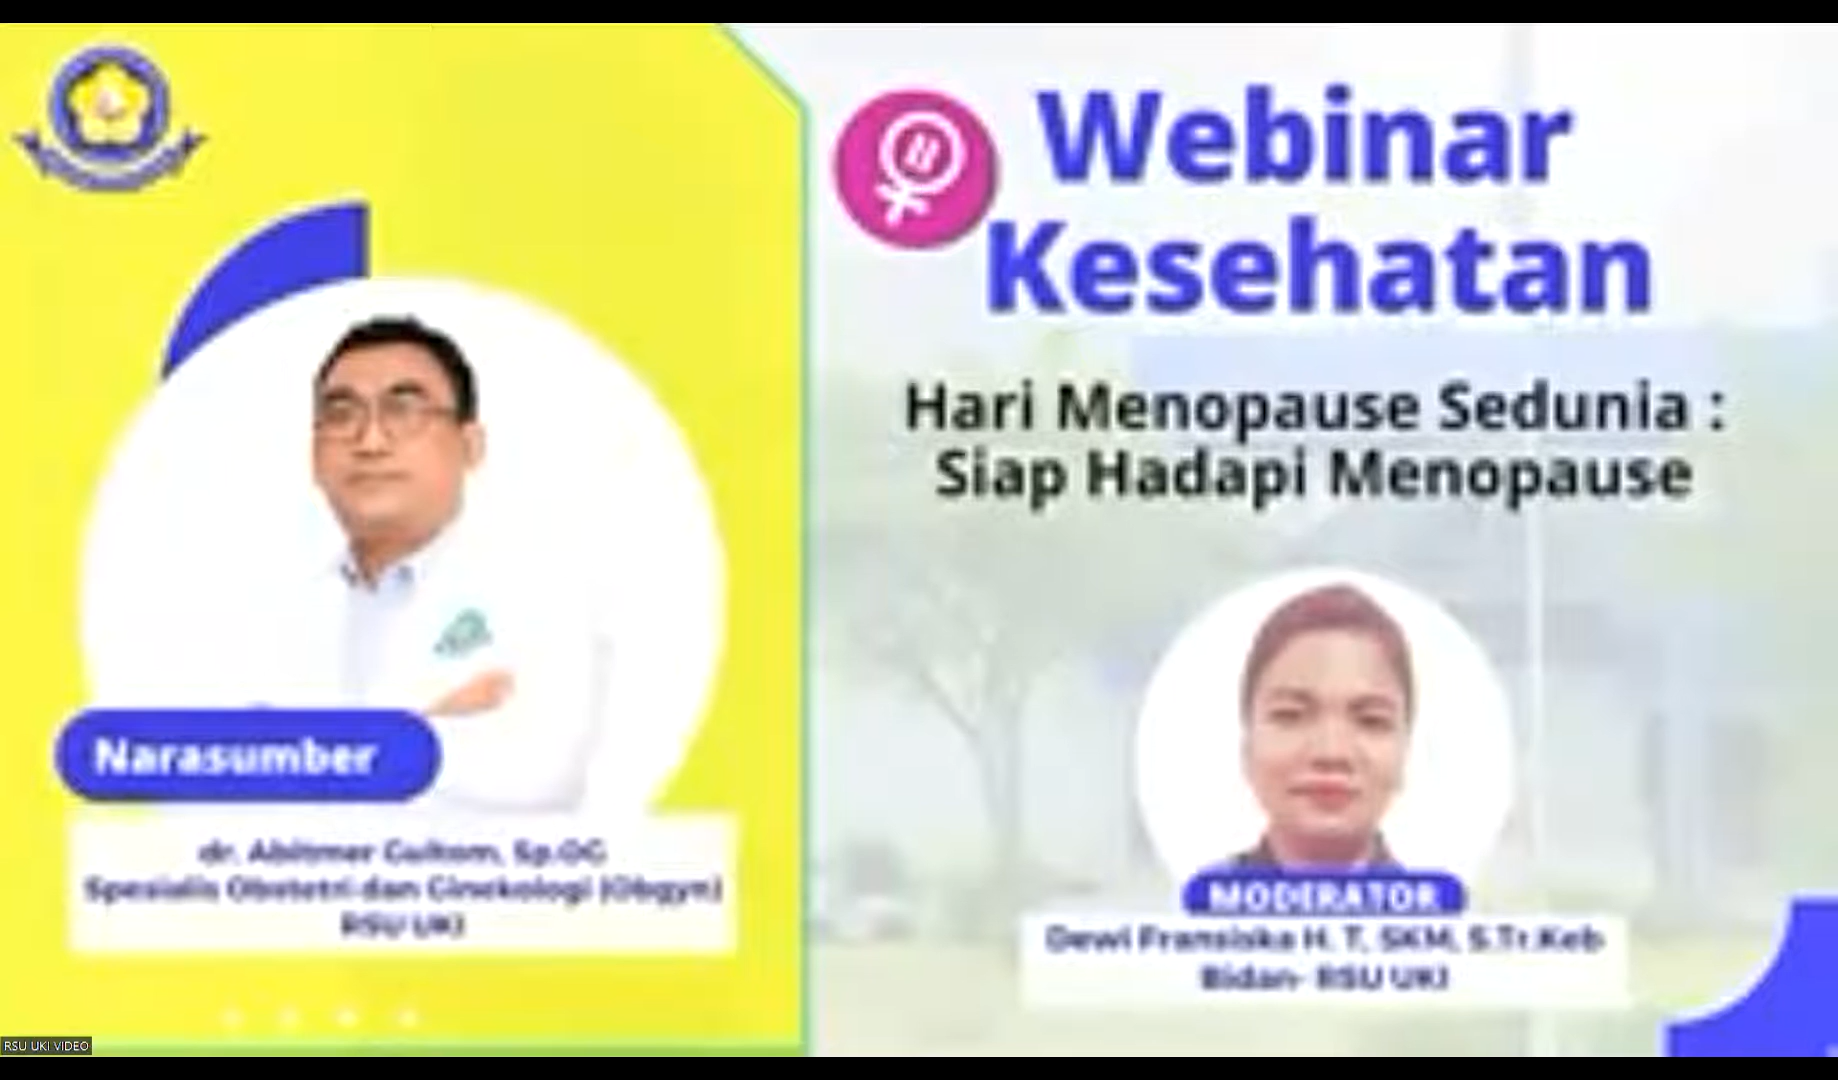 Webinar
Kesehatan
Hari Menopause Sedunia :
Siap Hadapi Menopause
Narasumber
dr. Abitmer Gultom, Sp.OG
Spesialis Obstetri dan Ginekologi (Obgyn)
RSU UKI
MODERATOR
Dewi Fransiska H. T, SKM, S.Tr.Keb
Bidan- RSU UKI
RSU UKI VIDEO